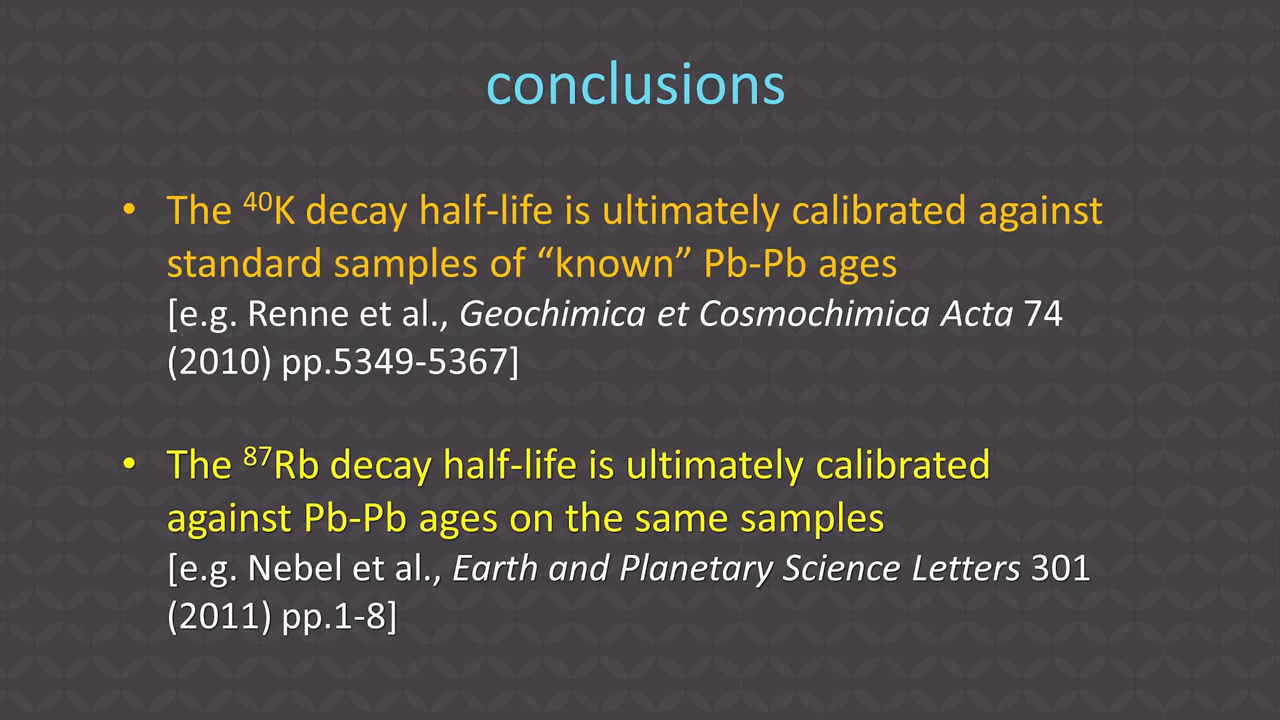 conclusions
• The ⁴⁰K decay half-life is ultimately calibrated against
standard samples of “known” Pb-Pb ages
[e.g. Renne et al., Geochimica et Cosmochimica Acta 74
(2010) pp.5349-5367]
• The ⁸⁷Rb decay half-life is ultimately calibrated
against Pb-Pb ages on the same samples
[e.g. Nebel et al., Earth and Planetary Science Letters 301
(2011) pp.1-8]